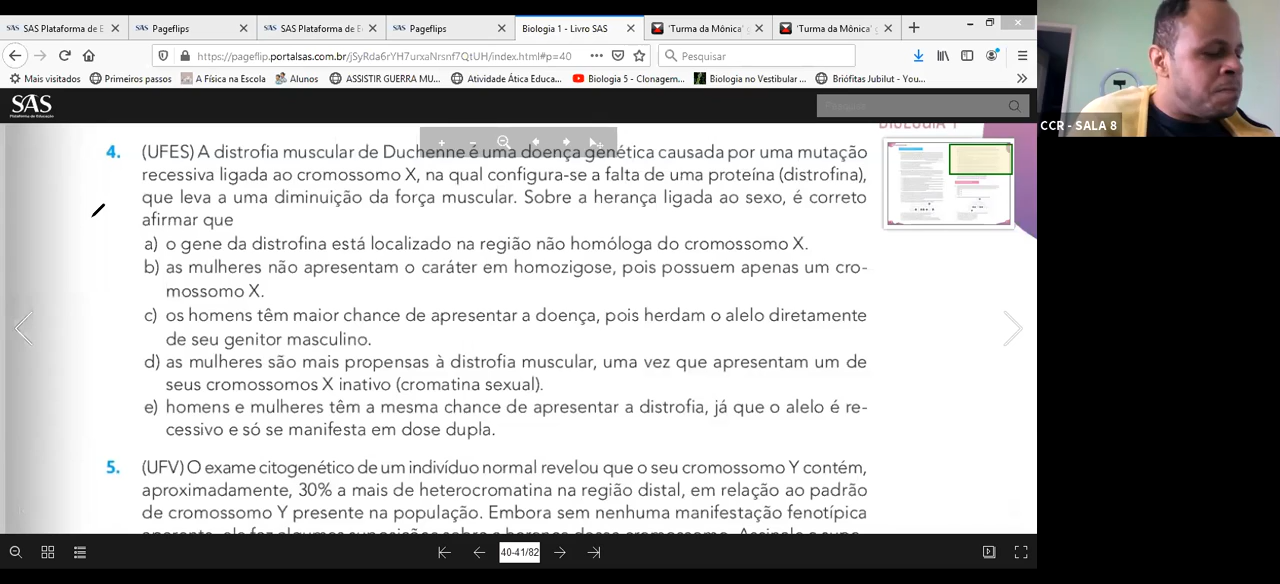 SAS Plataforma de E
Pageflips
SAS Plataforma de E
Pageflips
Biologia 1 - Livro SAS
'Turma da Mônica'
'Turma da Mônica'
https://pageflip.portalsas.com.br/jSyRda6rYH7urxaNrsnf7QtUH/index.html#p=40
Pesquisar
Mais visitados
Primeiros passos
A Física na Escola
Alunos
ASSISTIR GUERRA MU...
Atividade Ética Educa...
Biologia 5 - Clonagem...
Biologia no Vestibular ...
Briófitas Jubilut - You...
SAS
Pesquisa
CCR - SALA 8
BIOLOGIA 1
4. (UFES) A distrofia muscular de Duchenne é uma doença genética causada por uma mutação
recessiva ligada ao cromossomo X, na qual configura-se a falta de uma proteína (distrofina),
que leva a uma diminuição da força muscular. Sobre a herança ligada ao sexo, é correto
afirmar que
a) o gene da distrofina está localizado na região não homóloga do cromossomo X.
b) as mulheres não apresentam o caráter em homozigose, pois possuem apenas um cro-
mossomo X.
c) os homens têm maior chance de apresentar a doença, pois herdam o alelo diretamente
de seu genitor masculino.
d) as mulheres são mais propensas à distrofia muscular, uma vez que apresentam um de
seus cromossomos X inativo (cromatina sexual).
e) homens e mulheres têm a mesma chance de apresentar a distrofia, já que o alelo é re-
cessivo e só se manifesta em dose dupla.
5. (UFV) O exame citogenético de um indivíduo normal revelou que o seu cromossomo Y contém,
aproximadamente, 30% a mais de heterocromatina na região distal, em relação ao padrão
de cromossomo Y presente na população. Embora sem nenhuma manifestação fenotípica
40-41/82